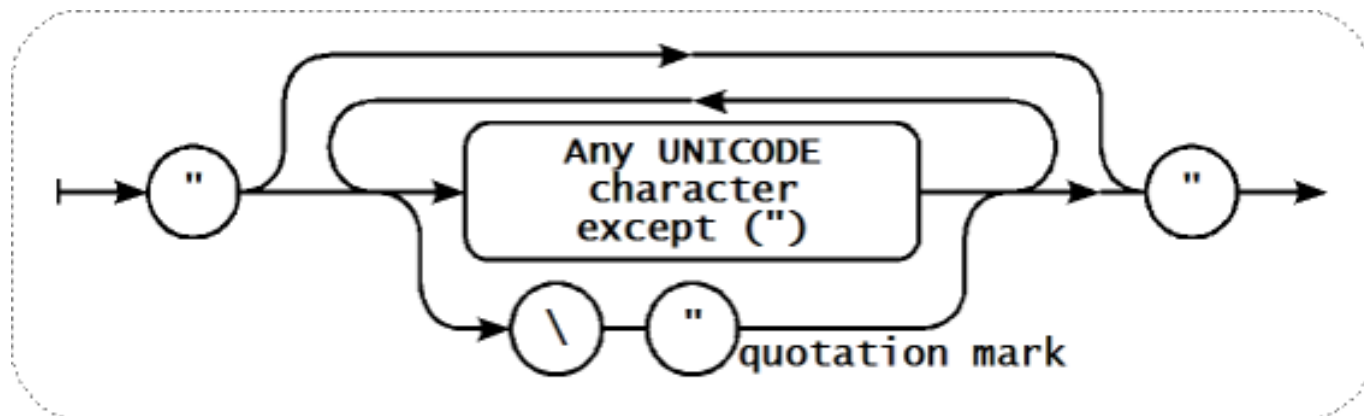 "
Any UNICODE
character
except (")
"
\
"
quotation mark